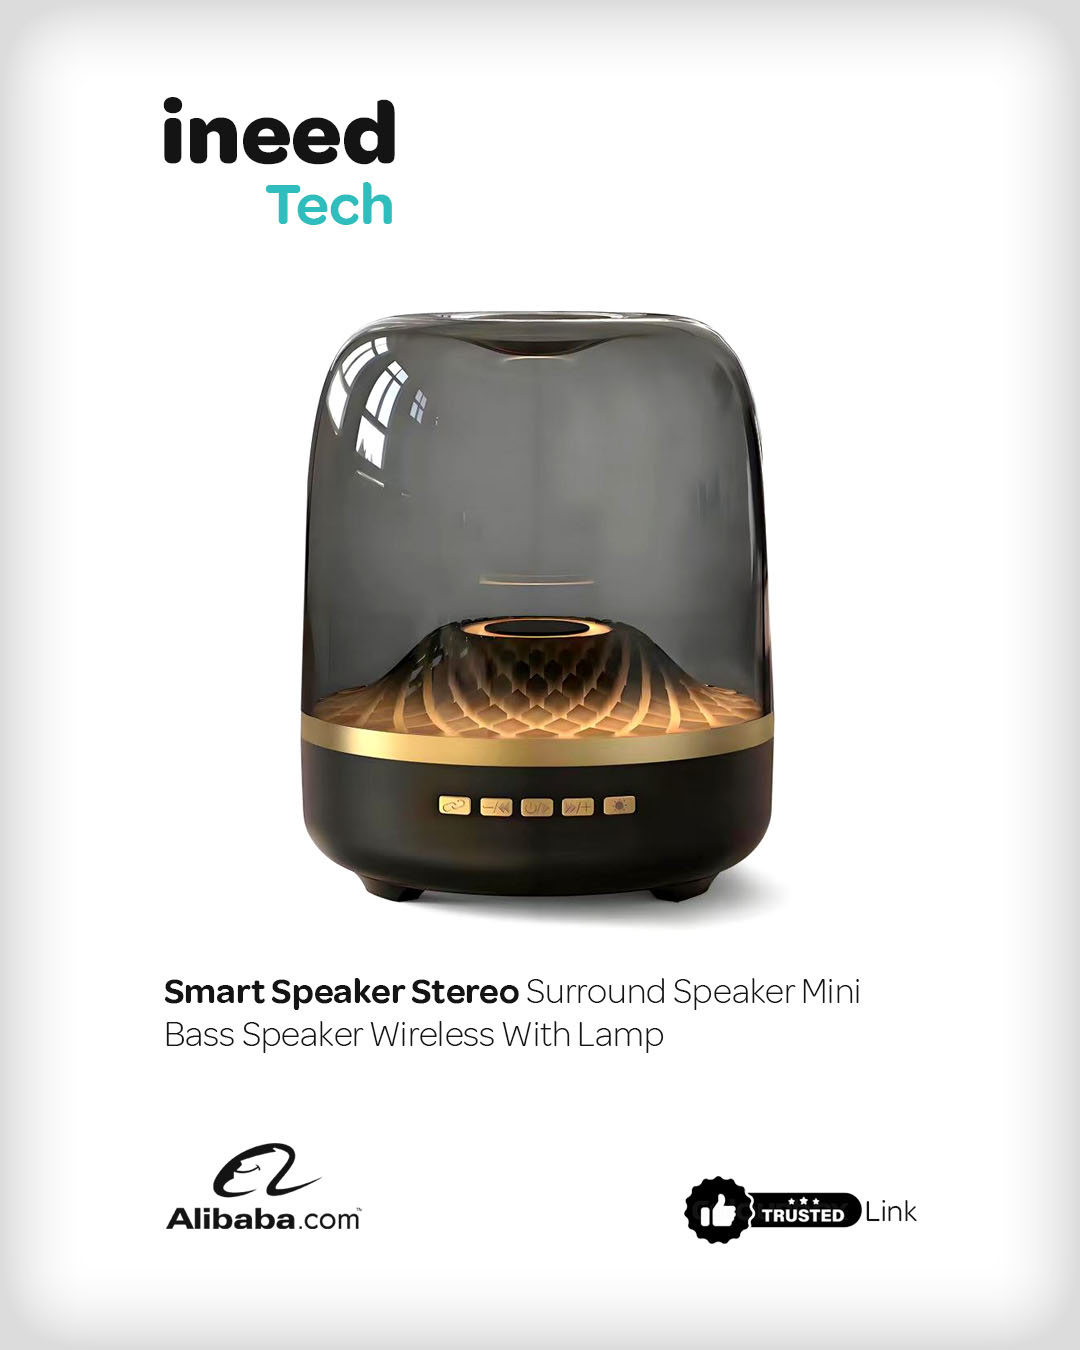 ineed
Tech
Smart Speaker Stereo Surround Speaker Mini
Bass Speaker Wireless With Lamp
Alibaba.com
TRUSTED Link